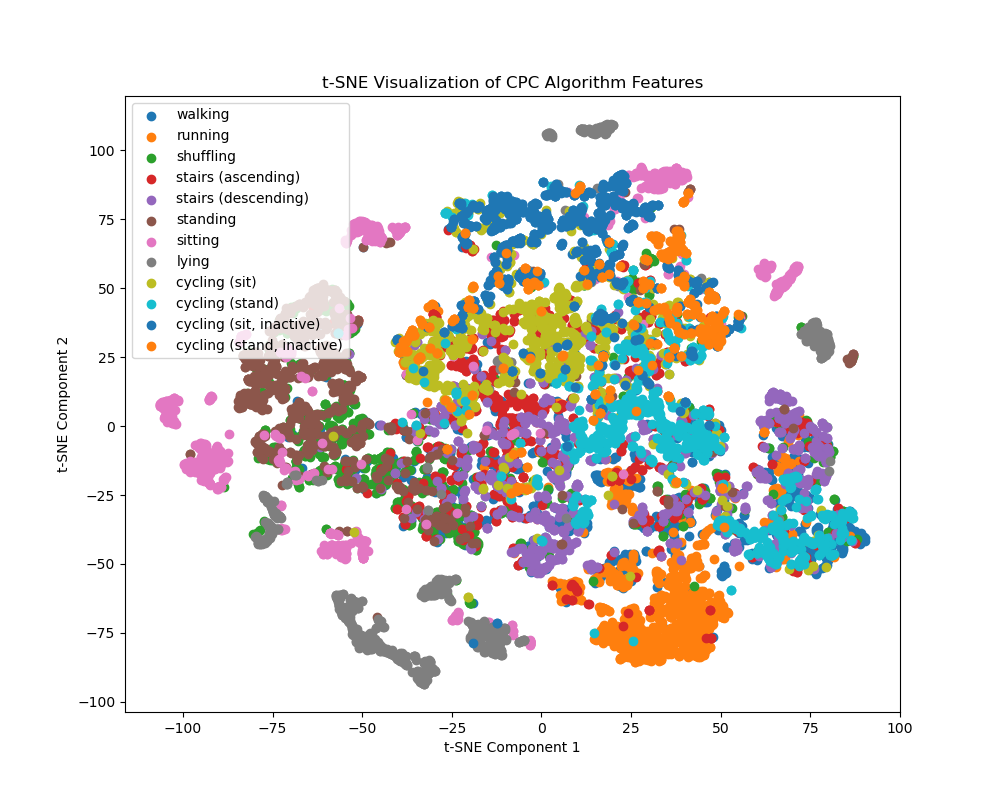 t-SNE Visualization of CPC Algorithm Features
walking
running
shuffling
stairs (ascending)
stairs (descending)
standing
sitting
lying
cycling (sit)
cycling (stand)
cycling (sit, inactive)
cycling (stand, inactive)
100
75
50
25
0
−25
−50
−75
−100
t-SNE Component 2
−100
−75
−50
−25
0
25
50
75
100
t-SNE Component 1